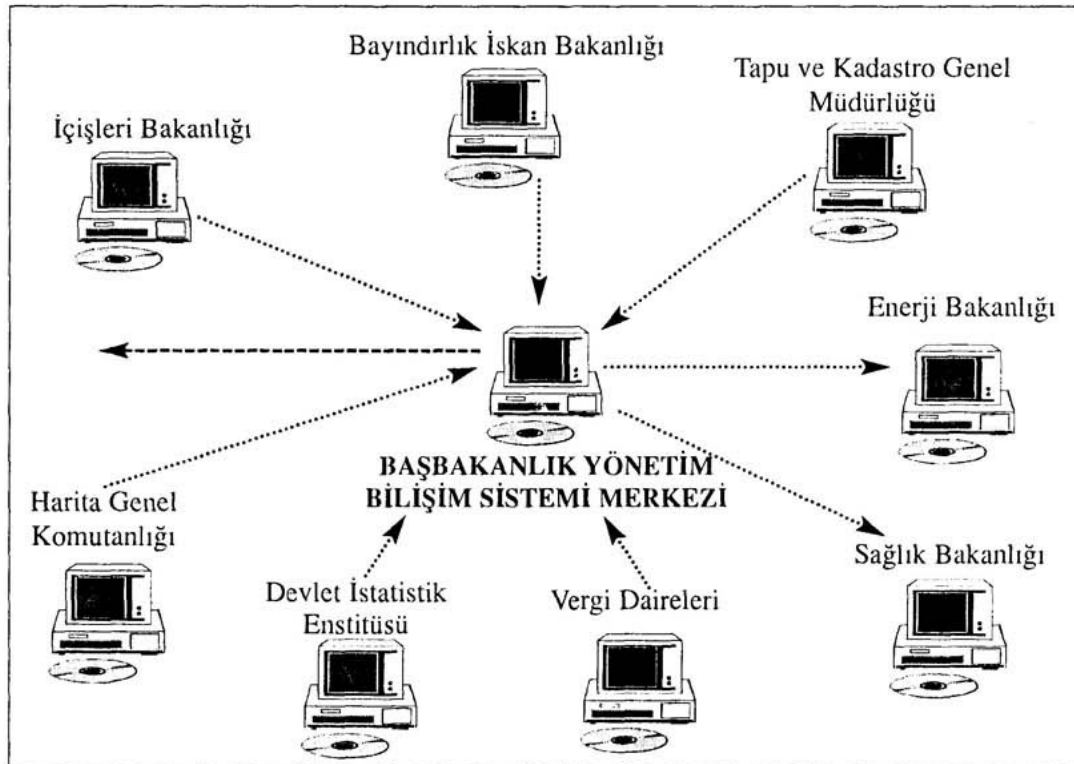 Bayındırlık İskan Bakanlığı
Tapu ve Kadastro Genel
Müdürlüğü
İçişleri Bakanlığı
Enerji Bakanlığı
BAŞBAKANLIK YÖNETİM
BİLİŞİM SİSTEMİ MERKEZİ
Harita Genel
Komutanlığı
Sağlık Bakanlığı
Devlet İstatistik
Enstitüsü
Vergi Daireleri